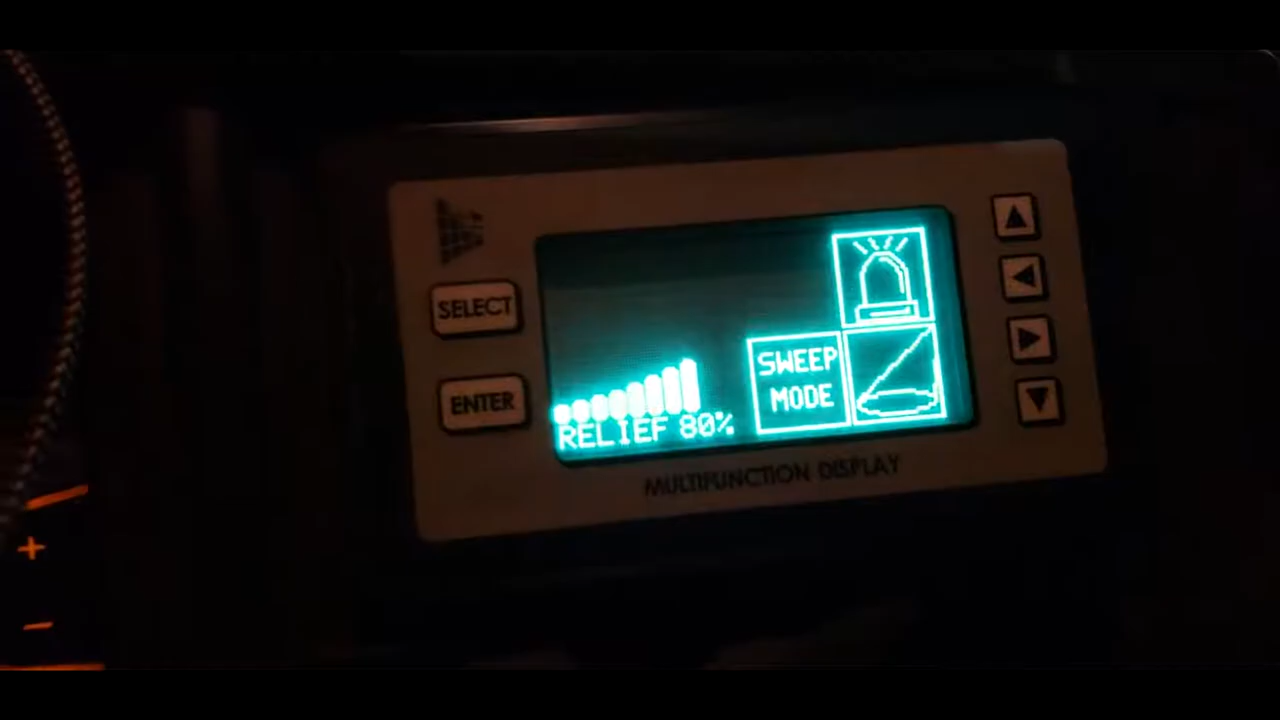 SELECT
ENTER
SWEEP
MODE
RELIEF 80%
MULTIFUNCTION DISPLAY
+
-